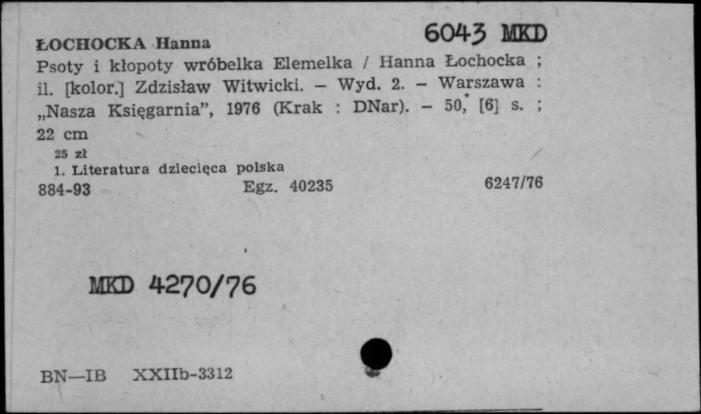 6043 MKD
ŁOCHOCKA Hanna
Psoty i kłopoty wróbelka Elemelka / Hanna Łochocka ;
il. [kolor.] Zdzisław Witwicki. — Wyd. 2. — Warszawa :
„Nasza Księgarnia”, 1976 (Krak : DNar). — 50, [6] s. ;
22 cm
25 zł
1. Literatura dziecięca polska
884-93 Egz. 40235 6247/76
MKD 4270/76
BN—IB XXIIb-3312